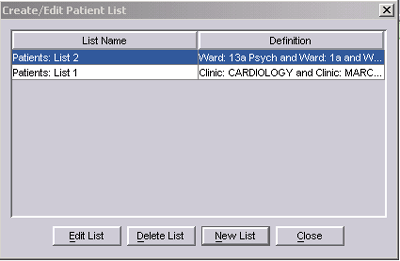 Create/Edit Patient List
List Name Definition
Patients: List 2 Ward: 13a Psych and Ward: 1a and W...
Patients: List 1 Clinic: CARDIOLOGY and Clinic: MARC...
Edit List Delete List New List Close